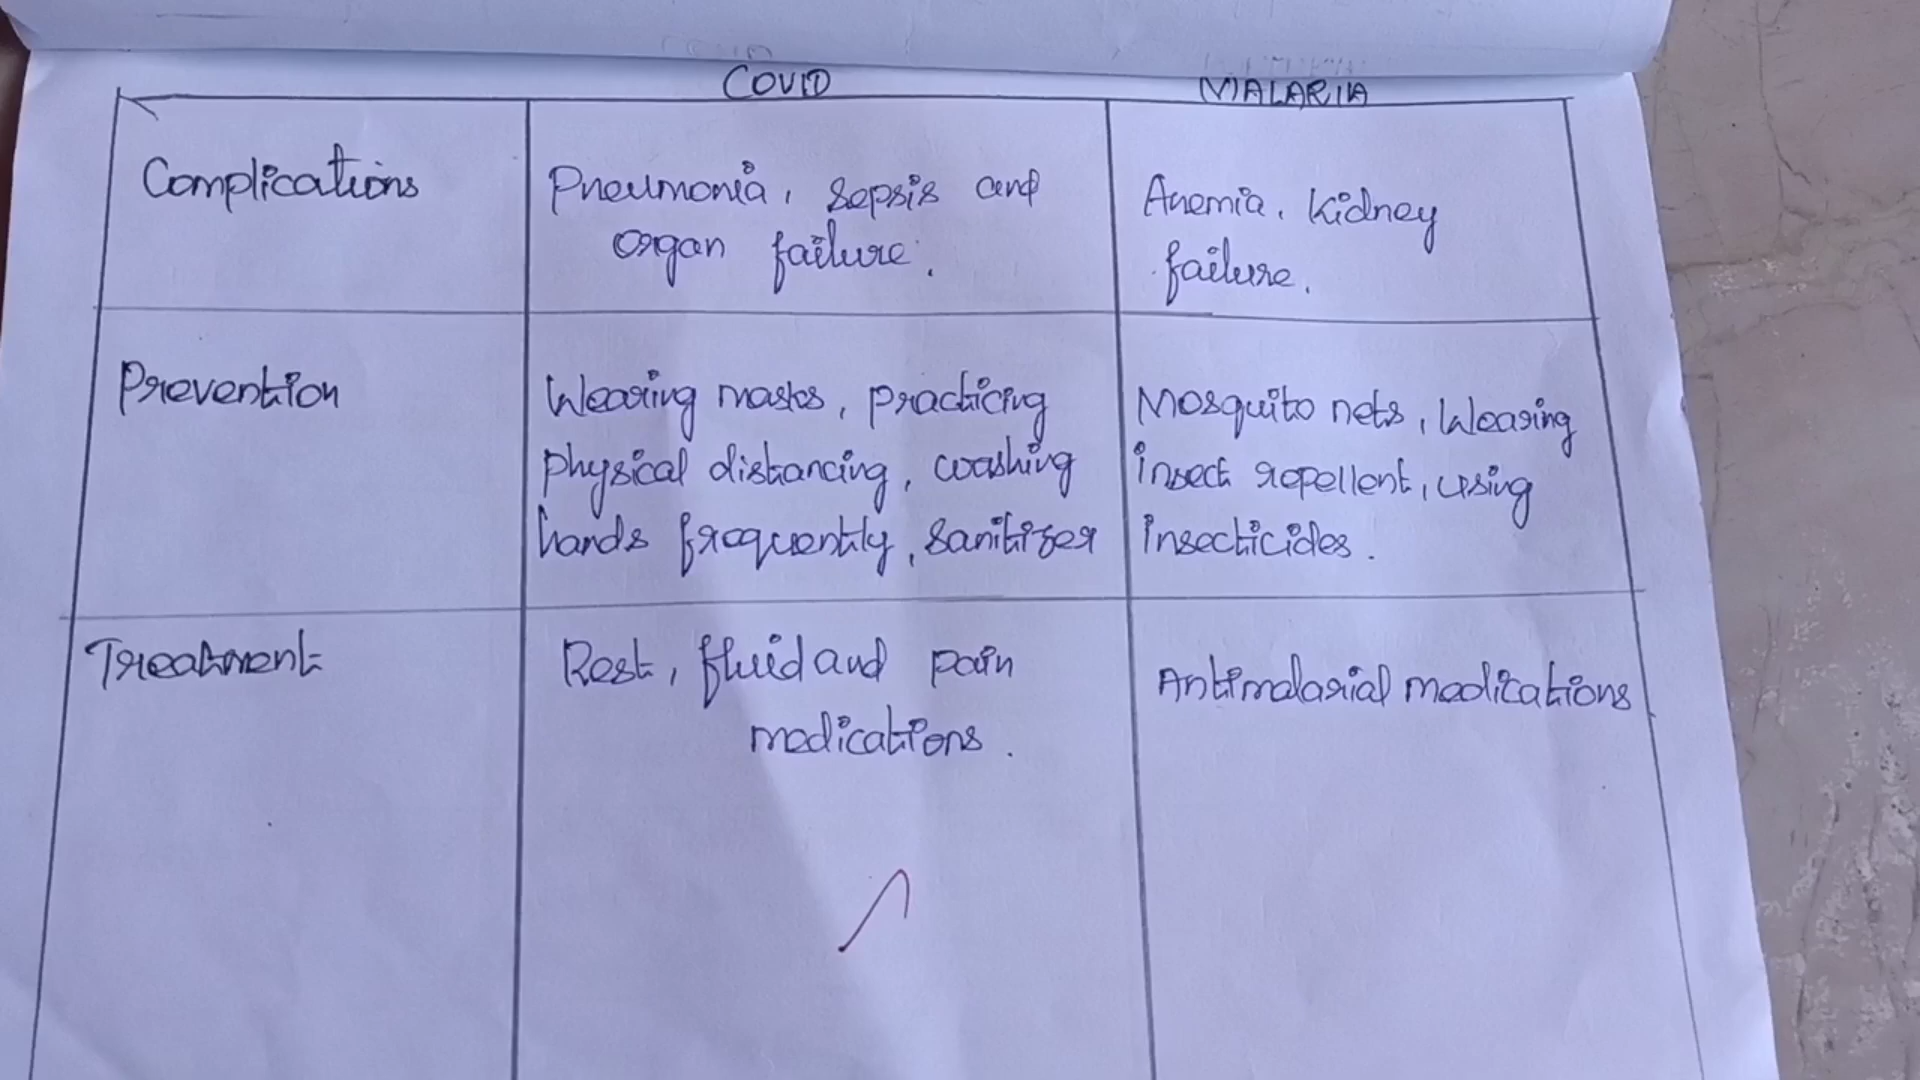 COVID MALARIA
Complications Pneumonia, sepsis and organ failure. Anemia, kidney failure.
Prevention Wearing masks, practicing physical distancing, washing hands frequently, sanitizer Mosquito nets, Wearing insect repellent, using insecticides.
Treatment Rest, fluid and pain medications. Antimalarial medications